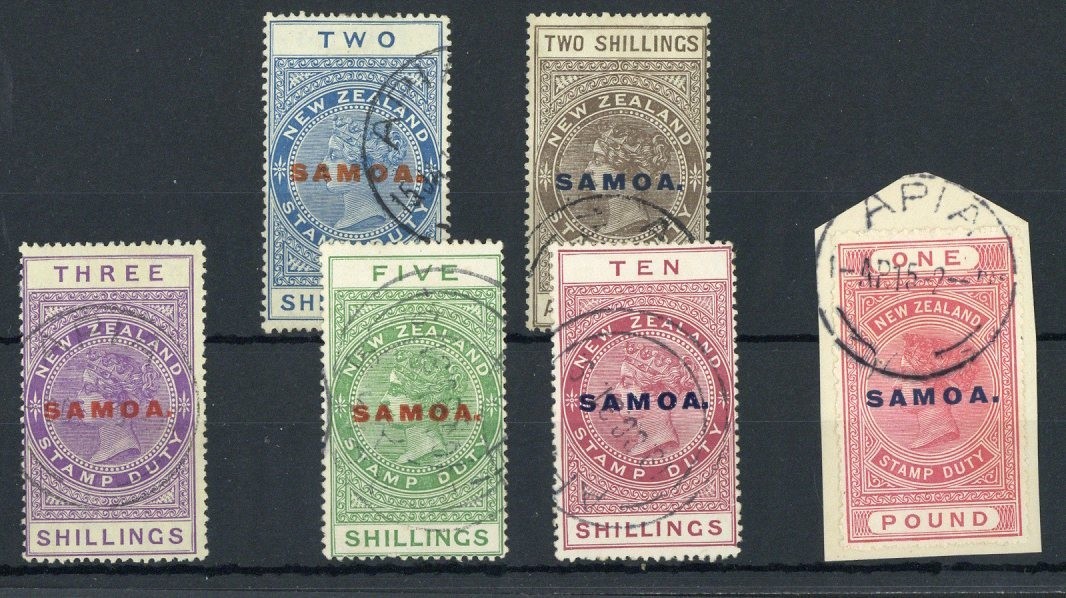 TWO
NEW ZEALAND
SAMOA.
STAMP DUTY
TWO SHILLINGS
NEW ZEALAND
SAMOA.
THREE
NEW ZEALAND
SAMOA.
STAMP DUTY
SHILLINGS
FIVE
NEW ZEALAND
SAMOA.
STAMP DUTY
SHILLINGS
TEN
NEW ZEALAND
SAMOA.
STAMP DUTY
SHILLINGS
APIA
ONE
NEW ZEALAND
SAMOA.
STAMP DUTY
POUND